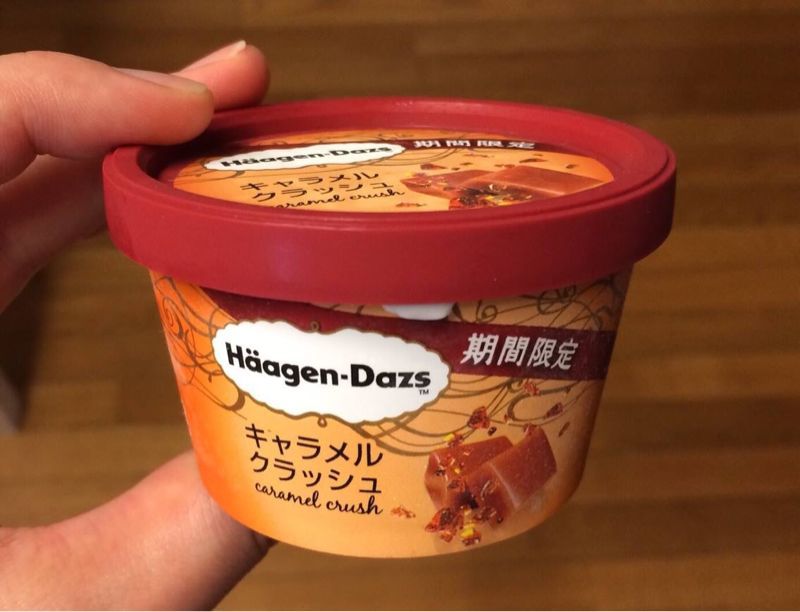 Häagen-Dazs
期間限定
キャラメル
クラッシュ
caramel crush
Häagen-Dazs™
期間限定
キャラメル
クラッシュ
caramel crush